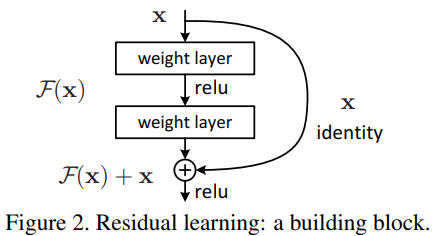 x
weight layer
F(x)
relu
x
weight layer
identity
F(x) + x
+
relu
Figure 2. Residual learning: a building block.